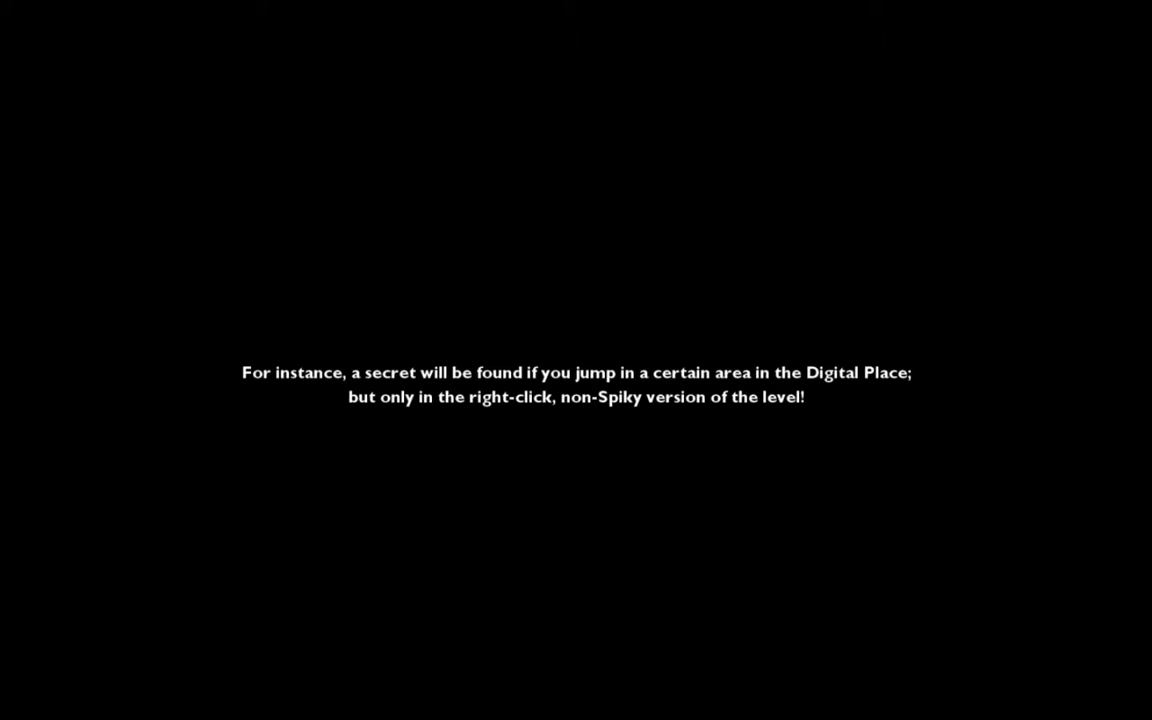 For instance, a secret will be found if you jump in a certain area in the Digital Place;
but only in the right-click, non-Spiky version of the level!